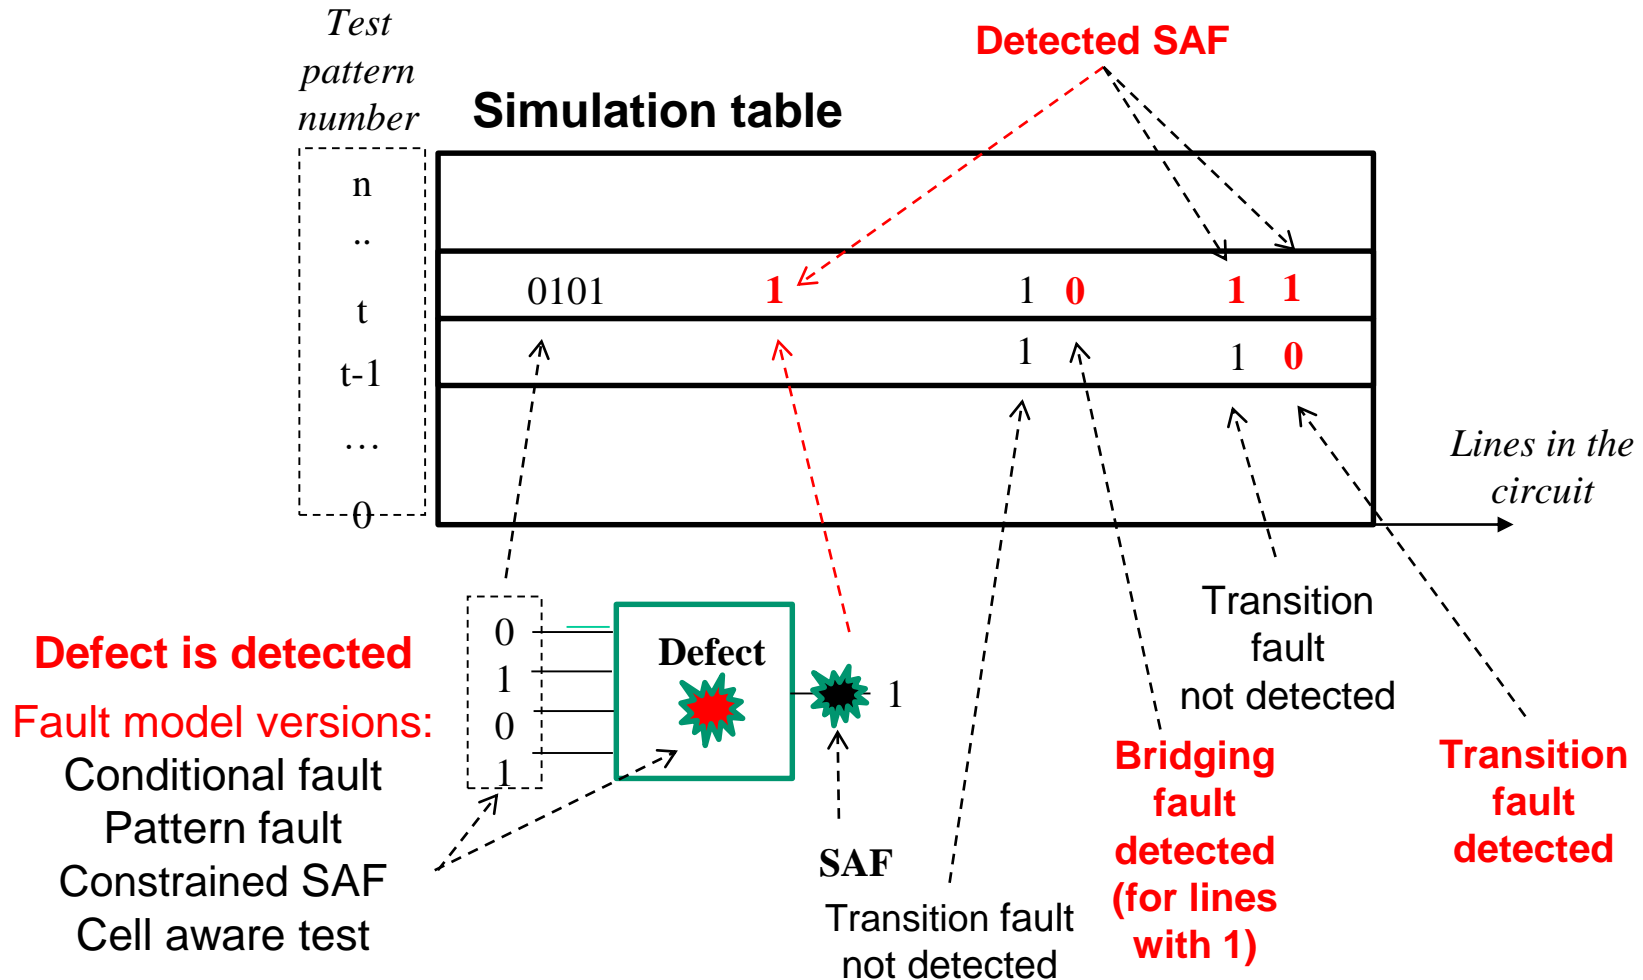 Test
pattern
number
Detected SAF
Simulation table
n
..
t
t-1
…
0
0101 1 1 0 1 1
1 1 0
Lines in the
circuit
0
1
0
1
Defect
1
SAF
Defect is detected
Fault model versions:
Conditional fault
Pattern fault
Constrained SAF
Cell aware test
Transition fault
not detected
Bridging
fault
detected
(for lines
with 1)
Transition
fault
not detected
Transition
fault
detected